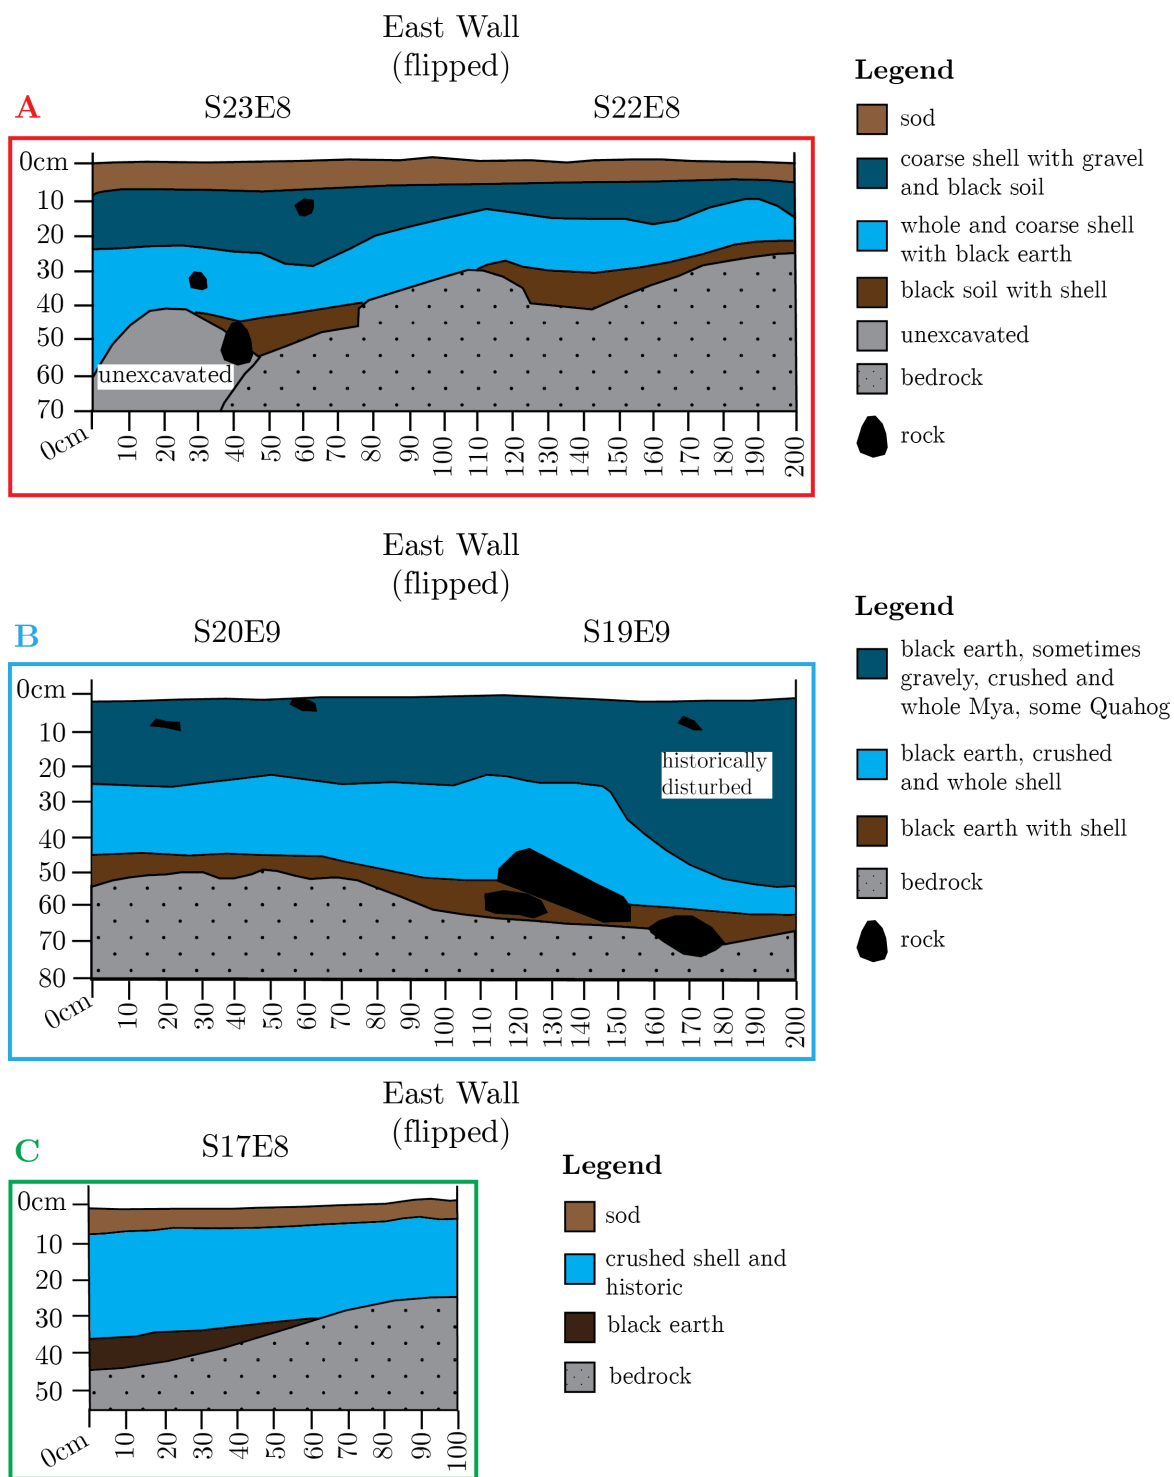 East Wall
(flipped)
A
S23E8
S22E8
0cm
10
20
30
40
50
60
70
unexcavated
0cm
10
20
30
40
50
60
70
80
90
100
110
120
130
140
150
160
170
180
190
200
Legend
sod
coarse shell with gravel
and black soil
whole and coarse shell
with black earth
black soil with shell
unexcavated
bedrock
rock
East Wall
(flipped)
B
S20E9
S19E9
0cm
10
20
30
40
50
60
70
80
historically
disturbed
0cm
10
20
30
40
50
60
70
80
90
100
110
120
130
140
150
160
170
180
190
200
Legend
black earth, sometimes
gravely, crushed and
whole Mya, some Quahog
black earth, crushed
and whole shell
black earth with shell
bedrock
rock
East Wall
(flipped)
C
S17E8
0cm
10
20
30
40
50
0cm
10
20
30
40
50
60
70
80
90
100
Legend
sod
crushed shell and
historic
black earth
bedrock